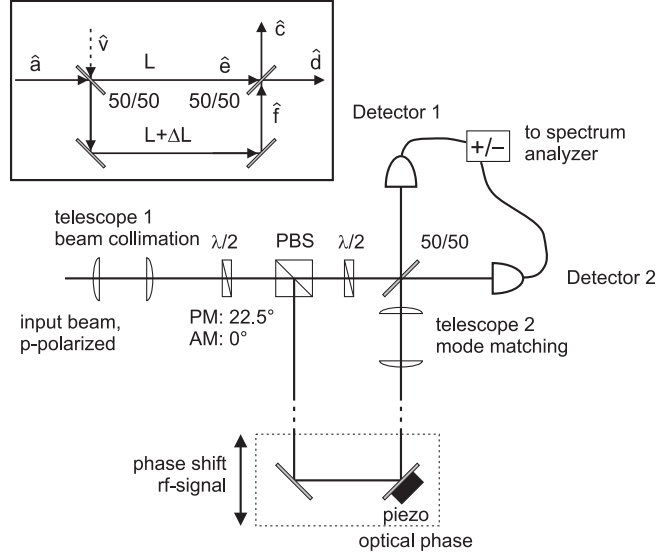 v̂
ĉ
â
L
ê
d̂
50/50
50/50
f̂
L+ΔL
Detector 1
+/−
to spectrum
analyzer
telescope 1
beam collimation
λ/2
PBS
λ/2
50/50
Detector 2
input beam,
p-polarized
PM: 22.5°
AM: 0°
telescope 2
mode matching
phase shift
rf-signal
piezo
optical phase